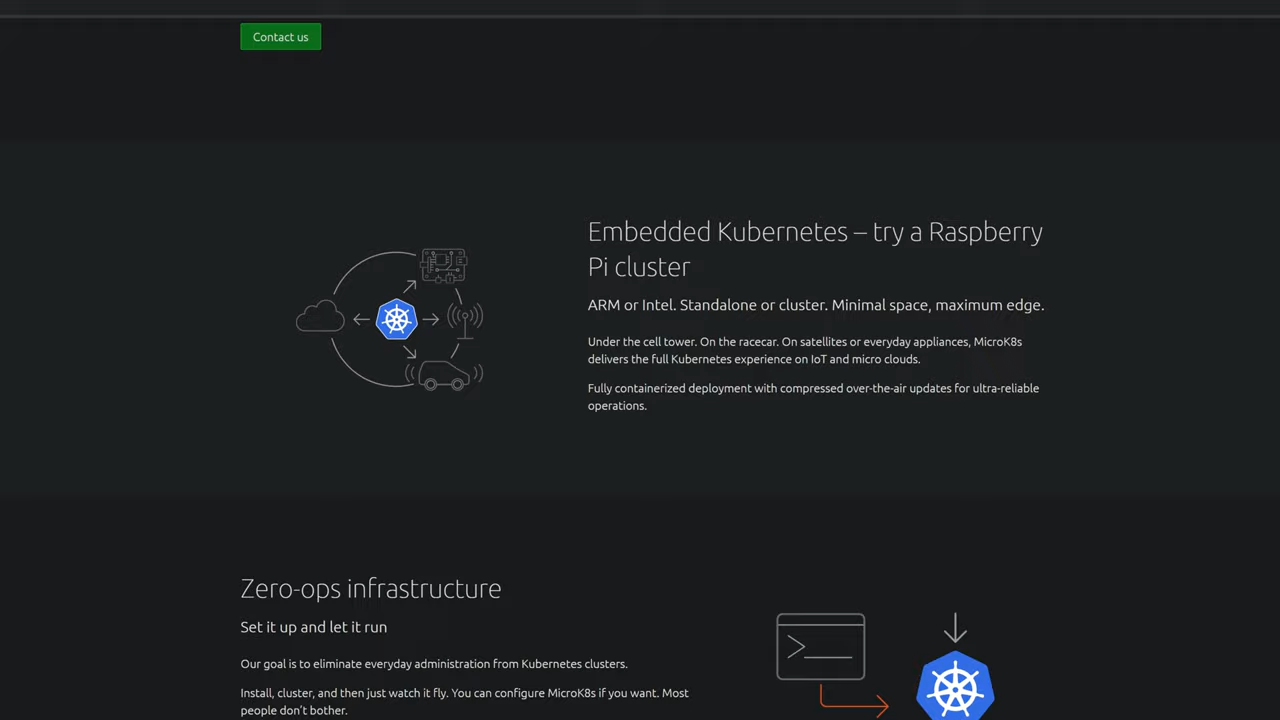 Contact us
Embedded Kubernetes – try a Raspberry
Pi cluster
ARM or Intel. Standalone or cluster. Minimal space, maximum edge.
Under the cell tower. On the racecar. On satellites or everyday appliances, MicroK8s
delivers the full Kubernetes experience on IoT and micro clouds.
Fully containerized deployment with compressed over-the-air updates for ultra-reliable
operations.
Zero-ops infrastructure
Set it up and let it run
Our goal is to eliminate everyday administration from Kubernetes clusters.
Install, cluster, and then just watch it fly. You can configure MicroK8s if you want. Most
people don’t bother.